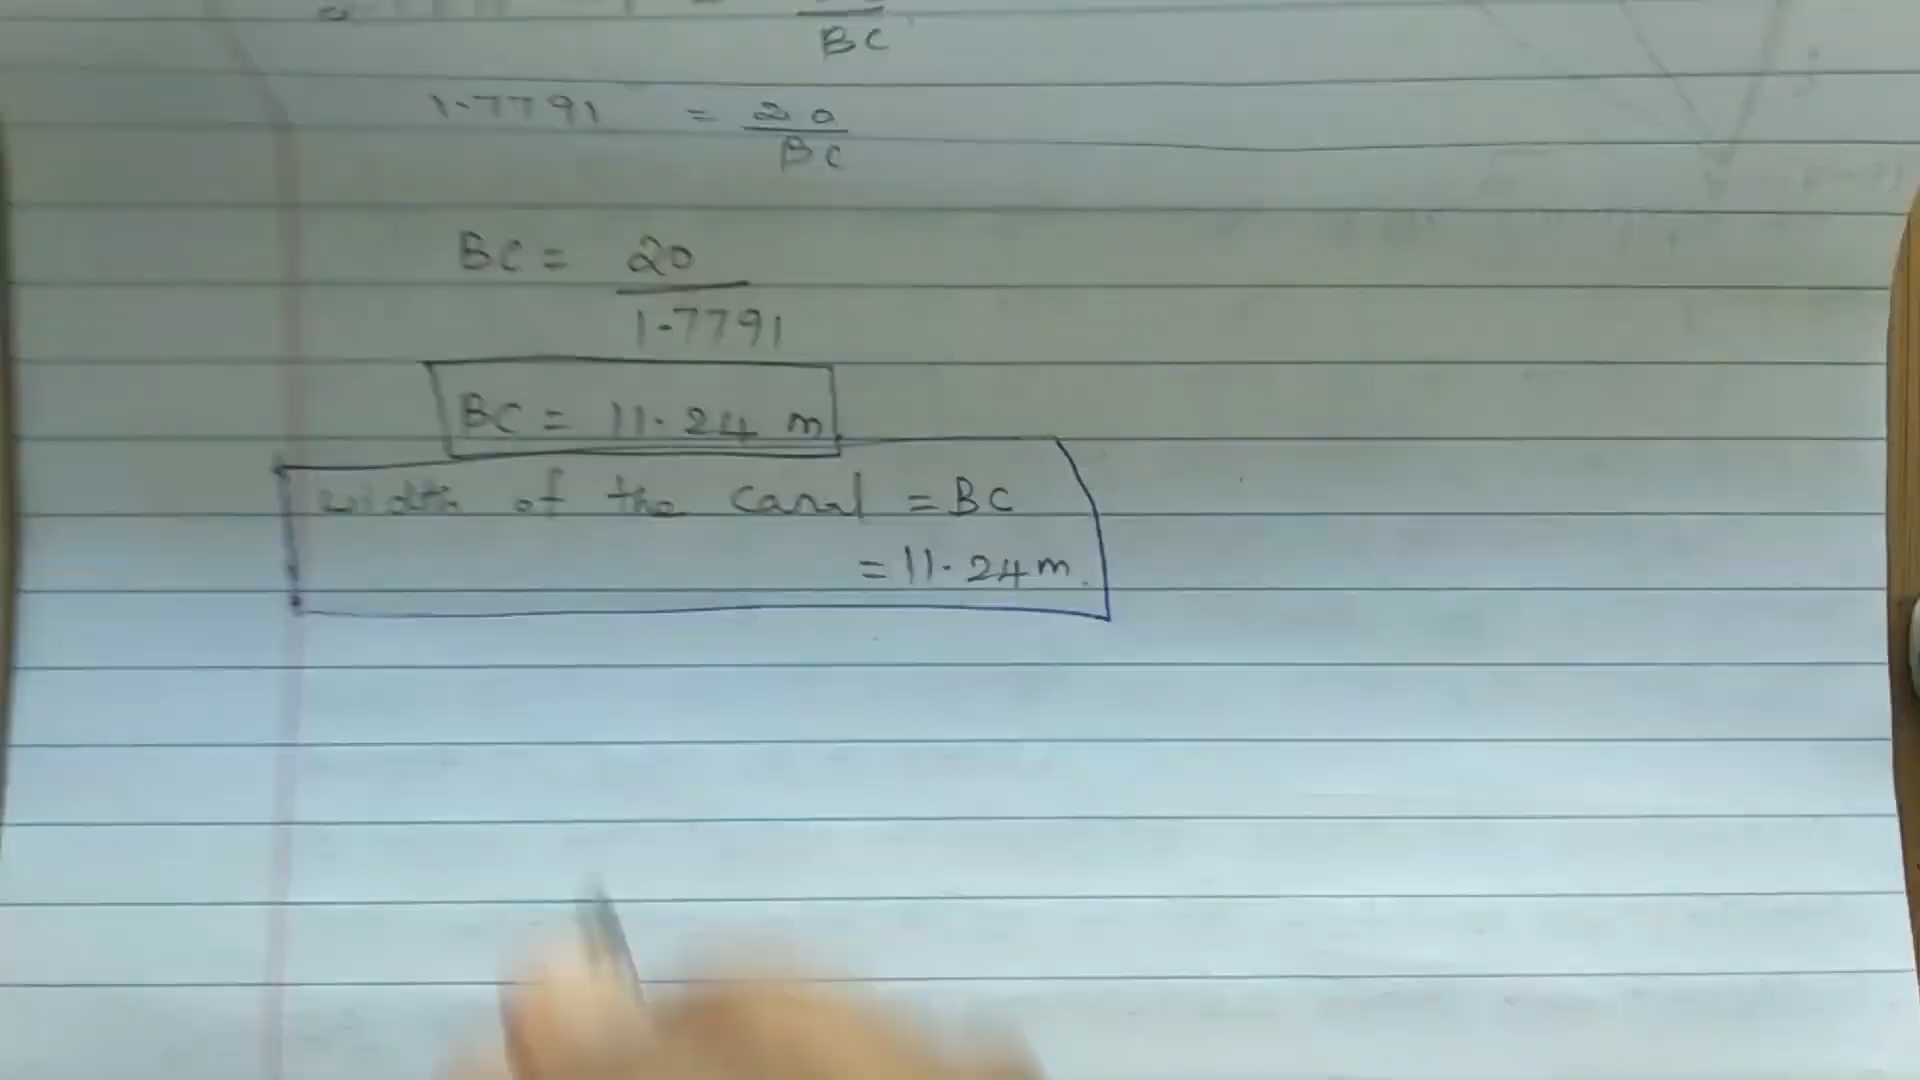 BC
1.7791 = 20
BC
BC = 20
1.7791
BC = 11.24 m
width of the canal = BC
= 11.24m.